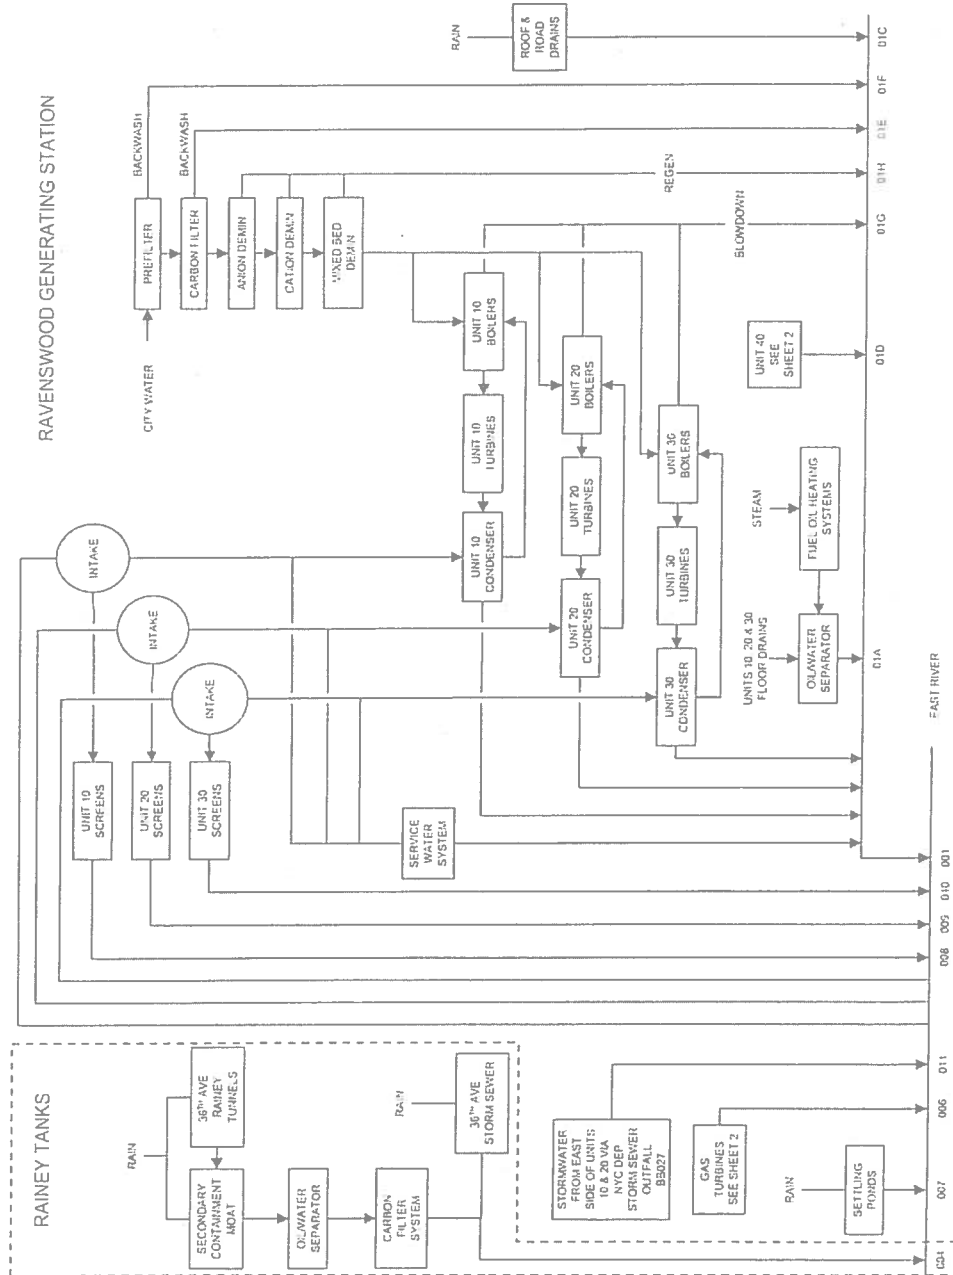 RAVENSWOOD GENERATING STATION
RAIN
ROOF &
ROAD
DRAINS
01C
BACKWASH
PREFILTER
01F
BACKWASH
CARBON FILTER
01E
ANION DEMIN
CATION DEMIN
MIXED BED
DEMIN
REGEN
01H
CITY WATER
BLOWDOWN
01G
UNIT 10
BOILERS
UNIT 10
TURBINES
UNIT 10
CONDENSER
UNIT 20
BOILERS
UNIT 20
TURBINES
UNIT 20
CONDENSER
UNIT 30
BOILERS
UNIT 30
TURBINES
UNIT 30
CONDENSER
UNIT 40
SEE
SHEET 2
01D
STEAM
FUEL OIL HEATING
SYSTEMS
UNITS 10, 20 & 30
FLOOR DRAINS
OIL/WATER
SEPARATOR
01A
INTAKE
INTAKE
INTAKE
UNIT 10
SCREENS
UNIT 20
SCREENS
UNIT 30
SCREENS
SERVICE
WATER
SYSTEM
EAST RIVER
001
010
009
008
RAINEY TANKS
RAIN
36TH AVE
RAINEY
TUNNELS
SECONDARY
CONTAINMENT
MOAT
OIL/WATER
SEPARATOR
CARBON
FILTER
SYSTEM
RAIN
36TH AVE
STORM SEWER
STORMWATER
FROM EAST
SIDE OF UNITS
10 & 20 VIA
NYC DEP
STORM SEWER
OUTFALL
BB027
011
GAS
TURBINES
SEE SHEET 2
006
RAIN
SETTLING
PONDS
007
004